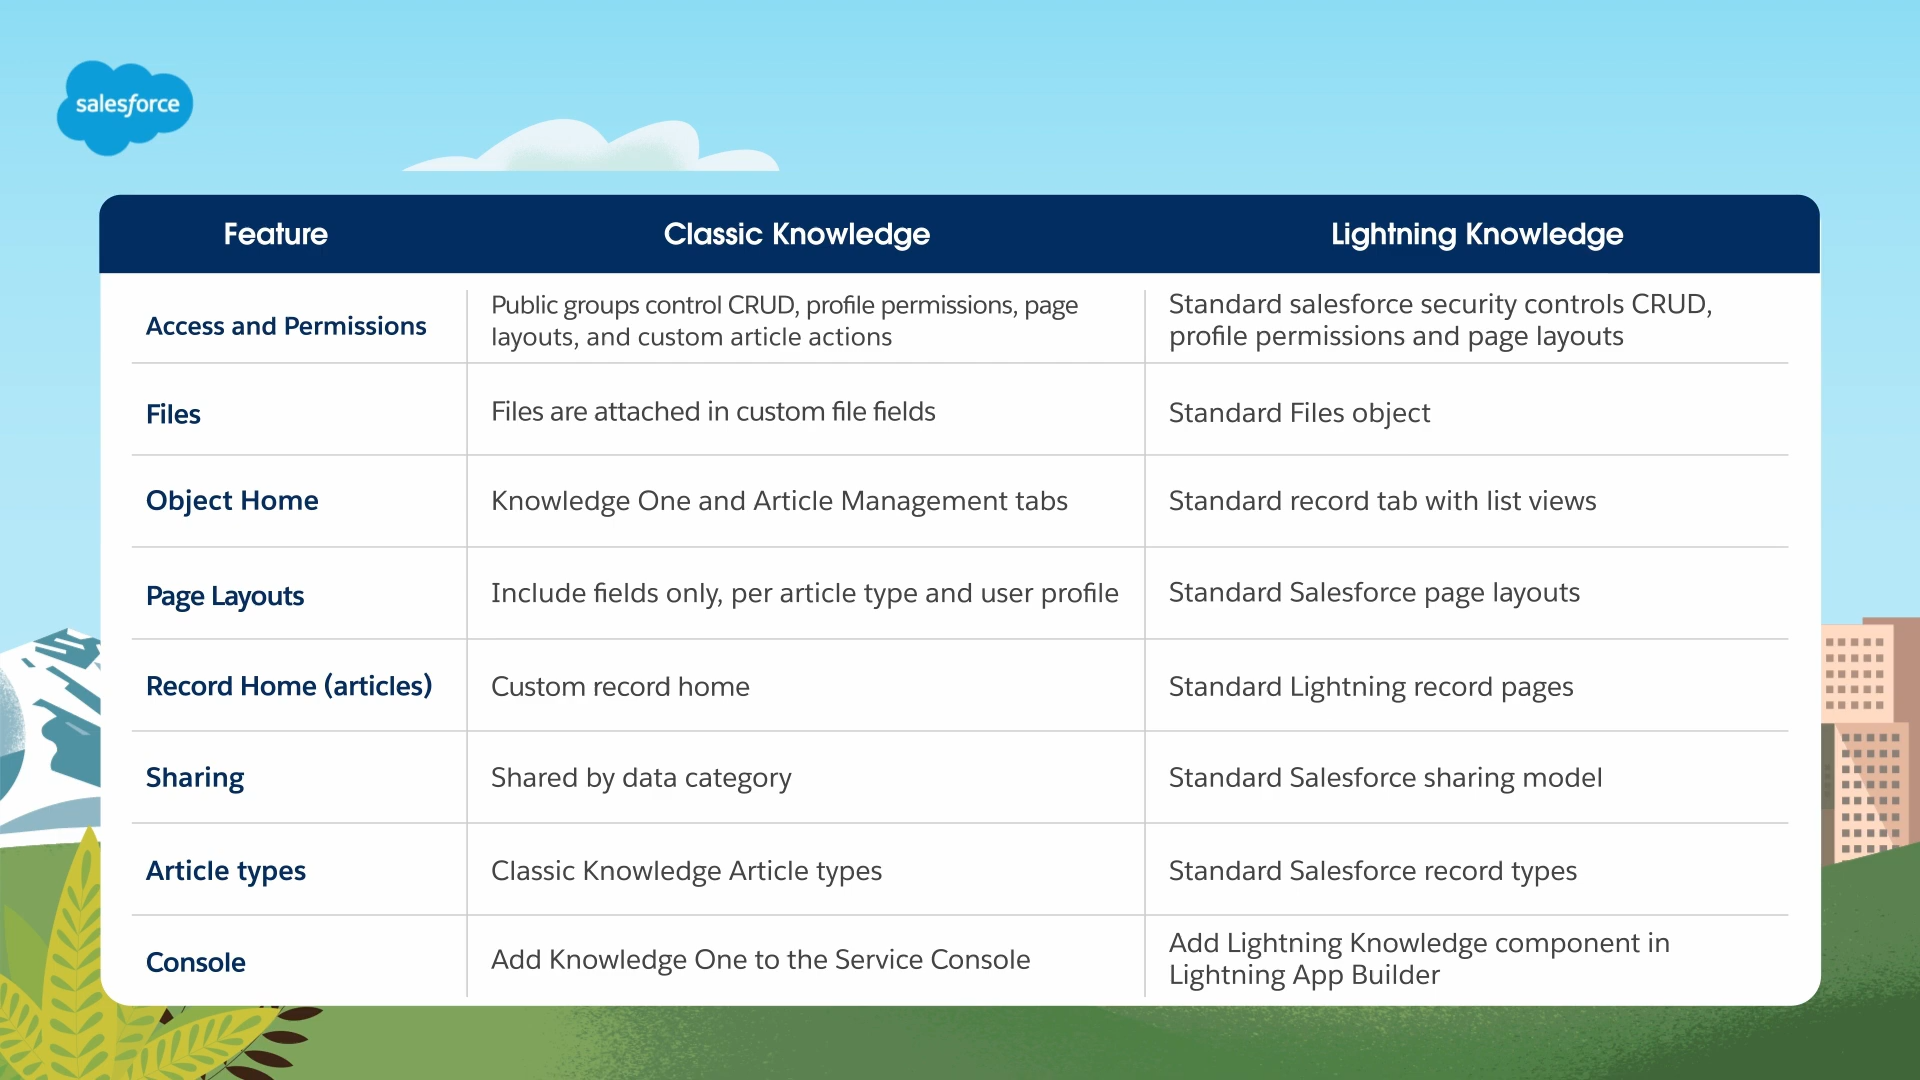 salesforce
Feature
Classic Knowledge
Lightning Knowledge
Access and Permissions
Public groups control CRUD, profile permissions, page
layouts, and custom article actions
Standard salesforce security controls CRUD,
profile permissions and page layouts
Files
Files are attached in custom file fields
Standard Files object
Object Home
Knowledge One and Article Management tabs
Standard record tab with list views
Page Layouts
Include fields only, per article type and user profile
Standard Salesforce page layouts
Record Home (articles)
Custom record home
Standard Lightning record pages
Sharing
Shared by data category
Standard Salesforce sharing model
Article types
Classic Knowledge Article types
Standard Salesforce record types
Console
Add Knowledge One to the Service Console
Add Lightning Knowledge component in
Lightning App Builder